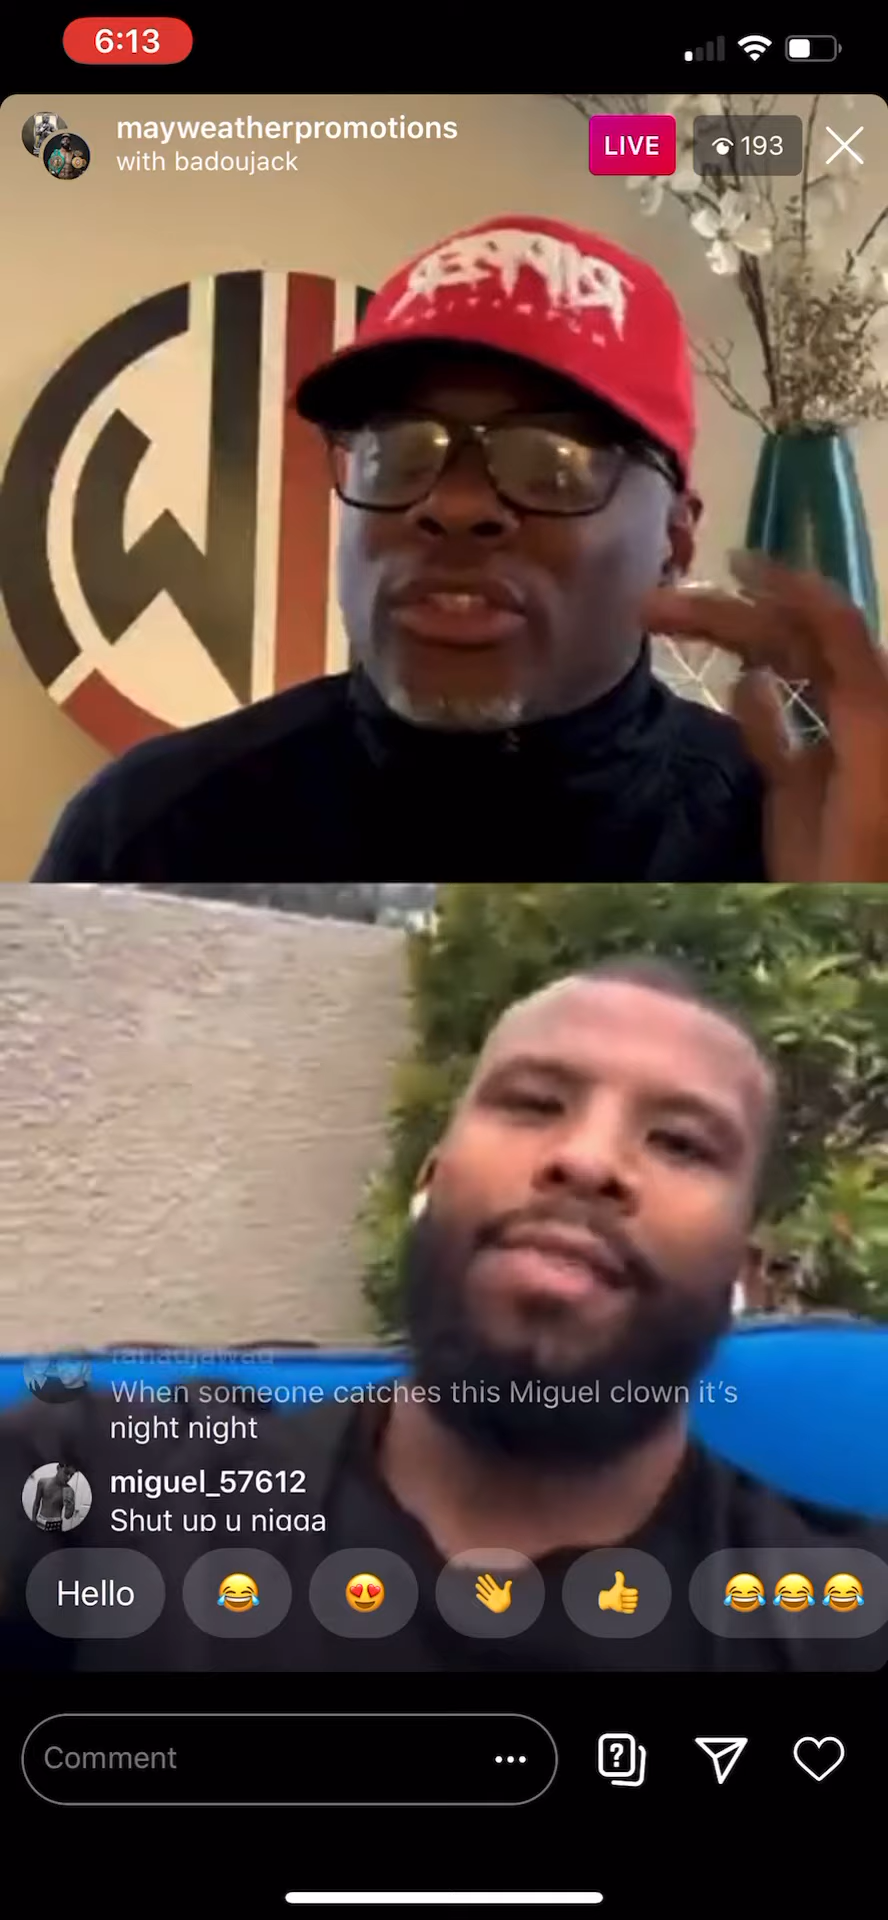 6:13
mayweatherpromotions
with badoujack
LIVE
193
When someone catches this Miguel clown it's
night night
miguel_57612
Shut up u nigga
Hello
Comment